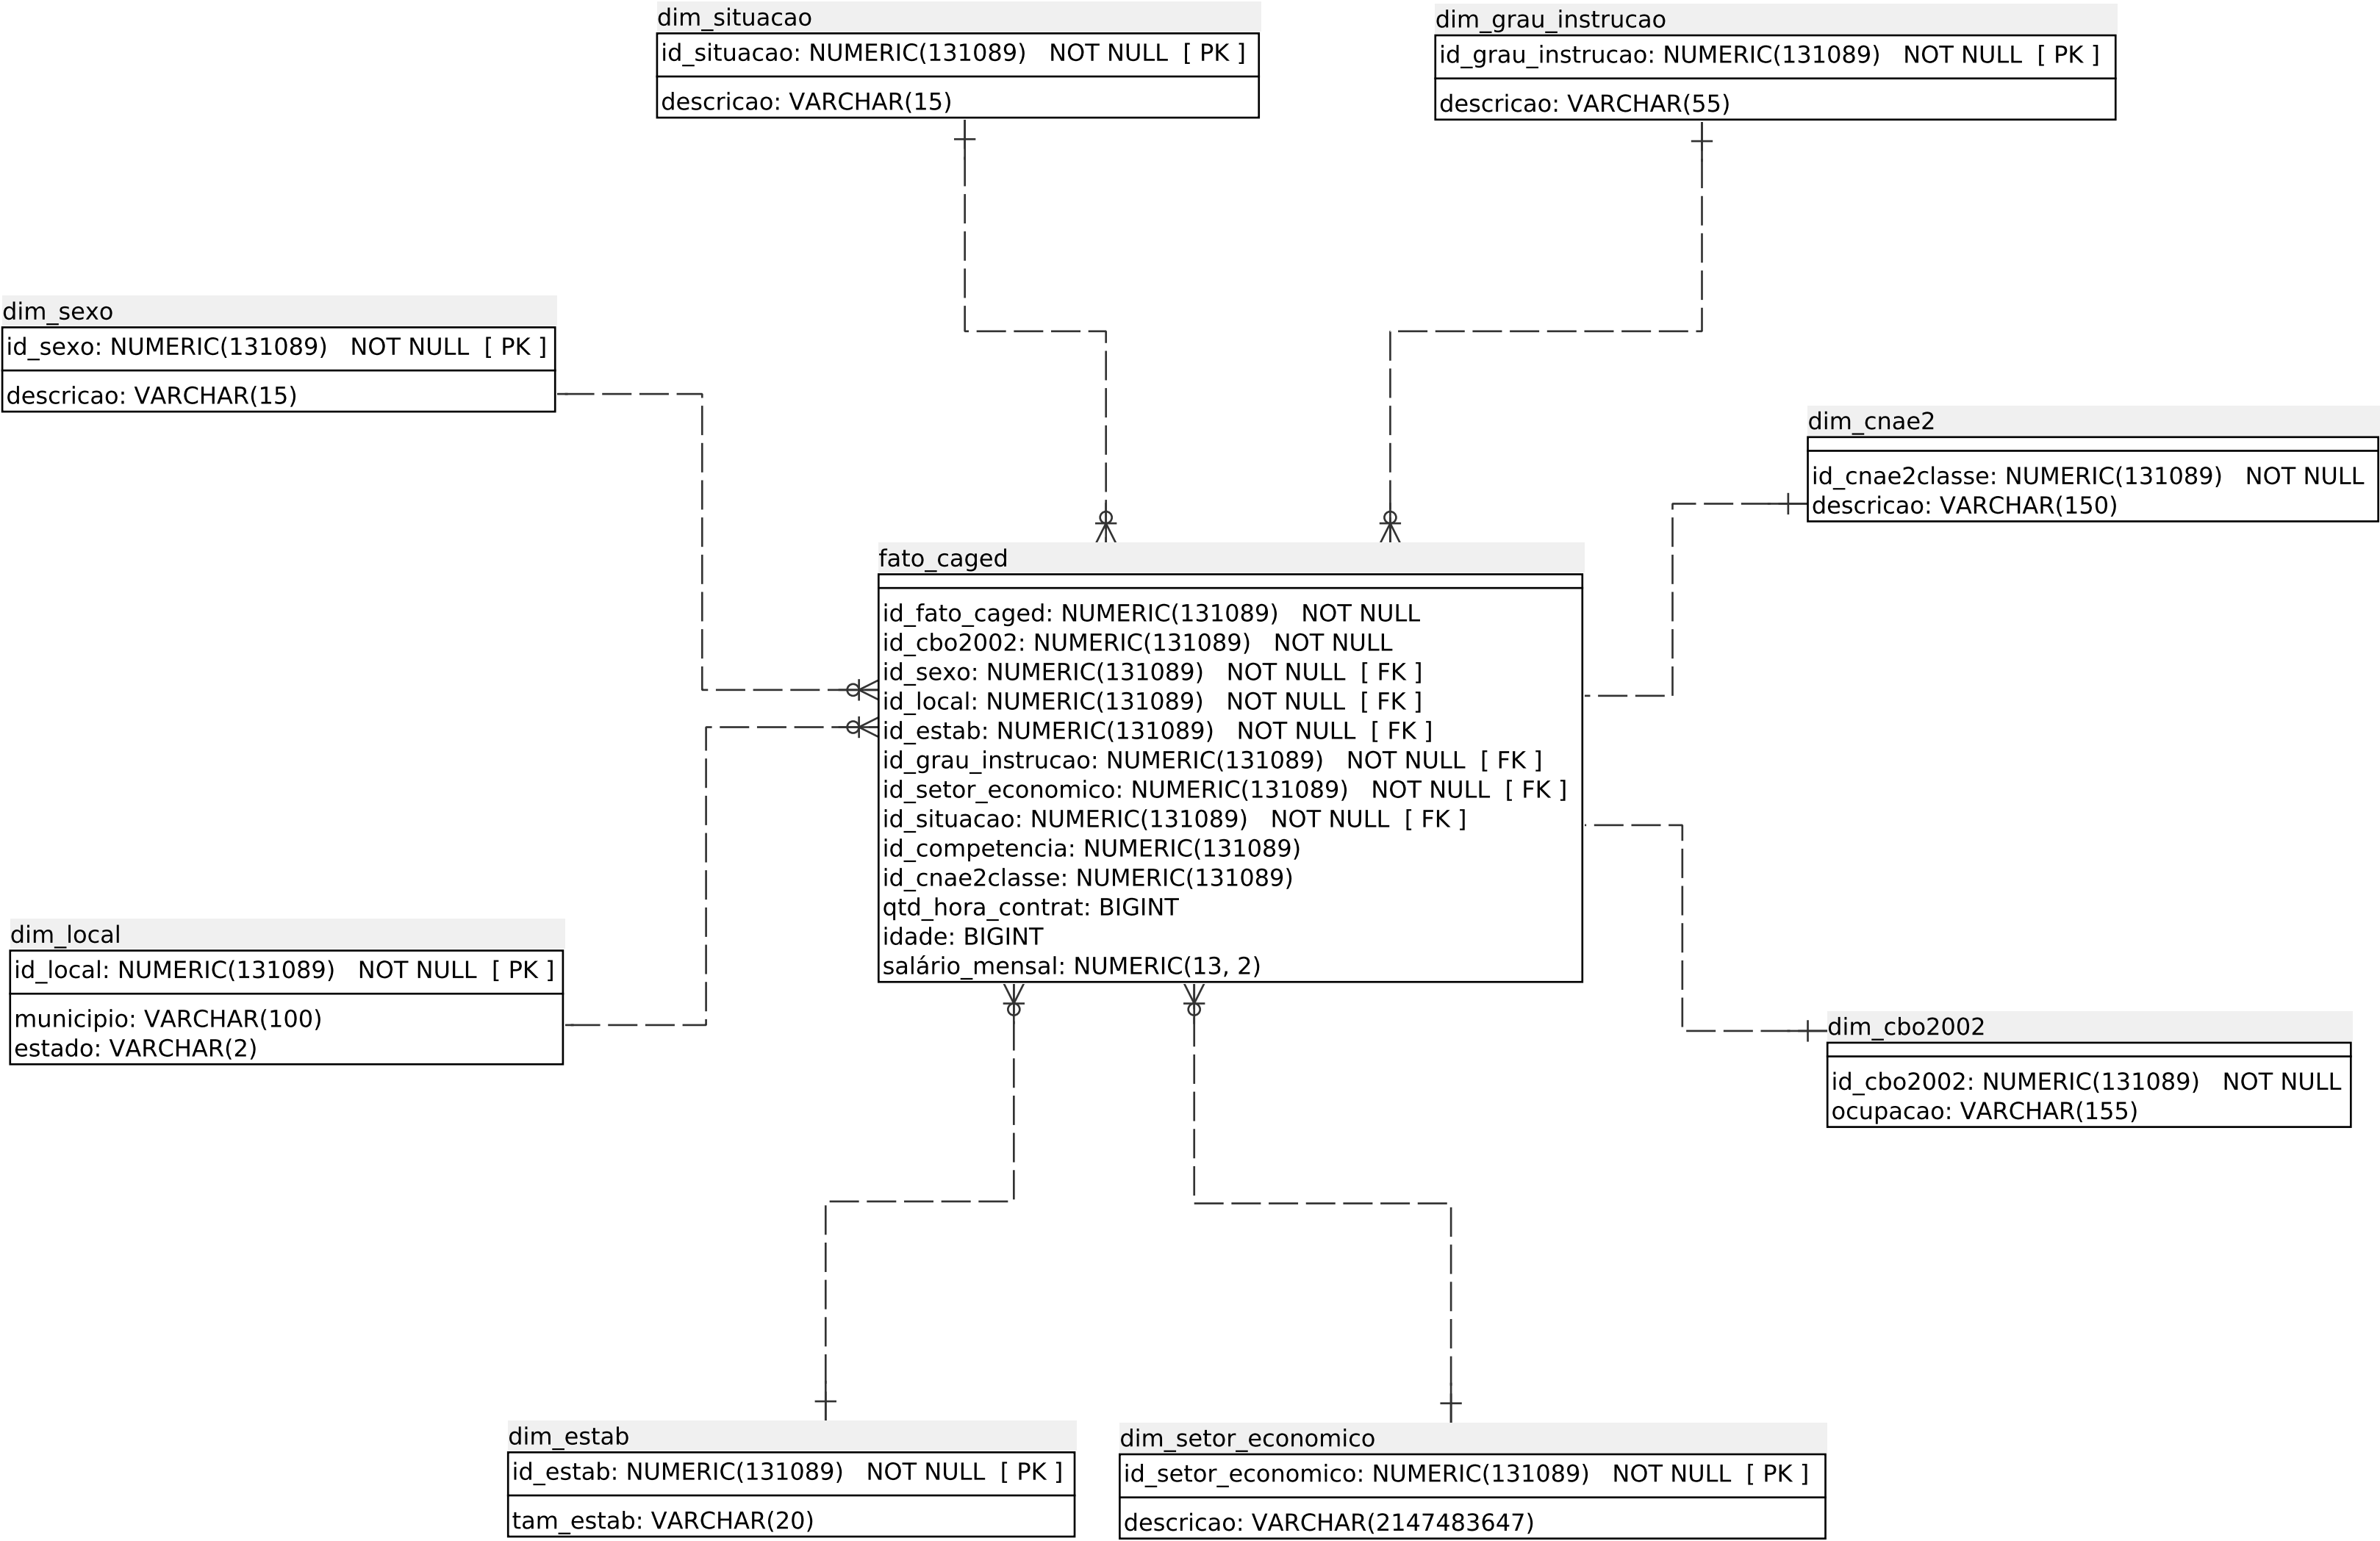 dim_situacao
id_situacao: NUMERIC(131089) NOT NULL [ PK ]
descricao: VARCHAR(15)
dim_grau_instrucao
id_grau_instrucao: NUMERIC(131089) NOT NULL [ PK ]
descricao: VARCHAR(55)
dim_sexo
id_sexo: NUMERIC(131089) NOT NULL [ PK ]
descricao: VARCHAR(15)
dim_cnae2
id_cnae2classe: NUMERIC(131089) NOT NULL
descricao: VARCHAR(150)
fato_caged
id_fato_caged: NUMERIC(131089) NOT NULL
id_cbo2002: NUMERIC(131089) NOT NULL
id_sexo: NUMERIC(131089) NOT NULL [ FK ]
id_local: NUMERIC(131089) NOT NULL [ FK ]
id_estab: NUMERIC(131089) NOT NULL [ FK ]
id_grau_instrucao: NUMERIC(131089) NOT NULL [ FK ]
id_setor_economico: NUMERIC(131089) NOT NULL [ FK ]
id_situacao: NUMERIC(131089) NOT NULL [ FK ]
id_competencia: NUMERIC(131089)
id_cnae2classe: NUMERIC(131089)
qtd_hora_contrat: BIGINT
idade: BIGINT
salário_mensal: NUMERIC(13, 2)
dim_local
id_local: NUMERIC(131089) NOT NULL [ PK ]
municipio: VARCHAR(100)
estado: VARCHAR(2)
dim_cbo2002
id_cbo2002: NUMERIC(131089) NOT NULL
ocupacao: VARCHAR(155)
dim_estab
id_estab: NUMERIC(131089) NOT NULL [ PK ]
tam_estab: VARCHAR(20)
dim_setor_economico
id_setor_economico: NUMERIC(131089) NOT NULL [ PK ]
descricao: VARCHAR(2147483647)